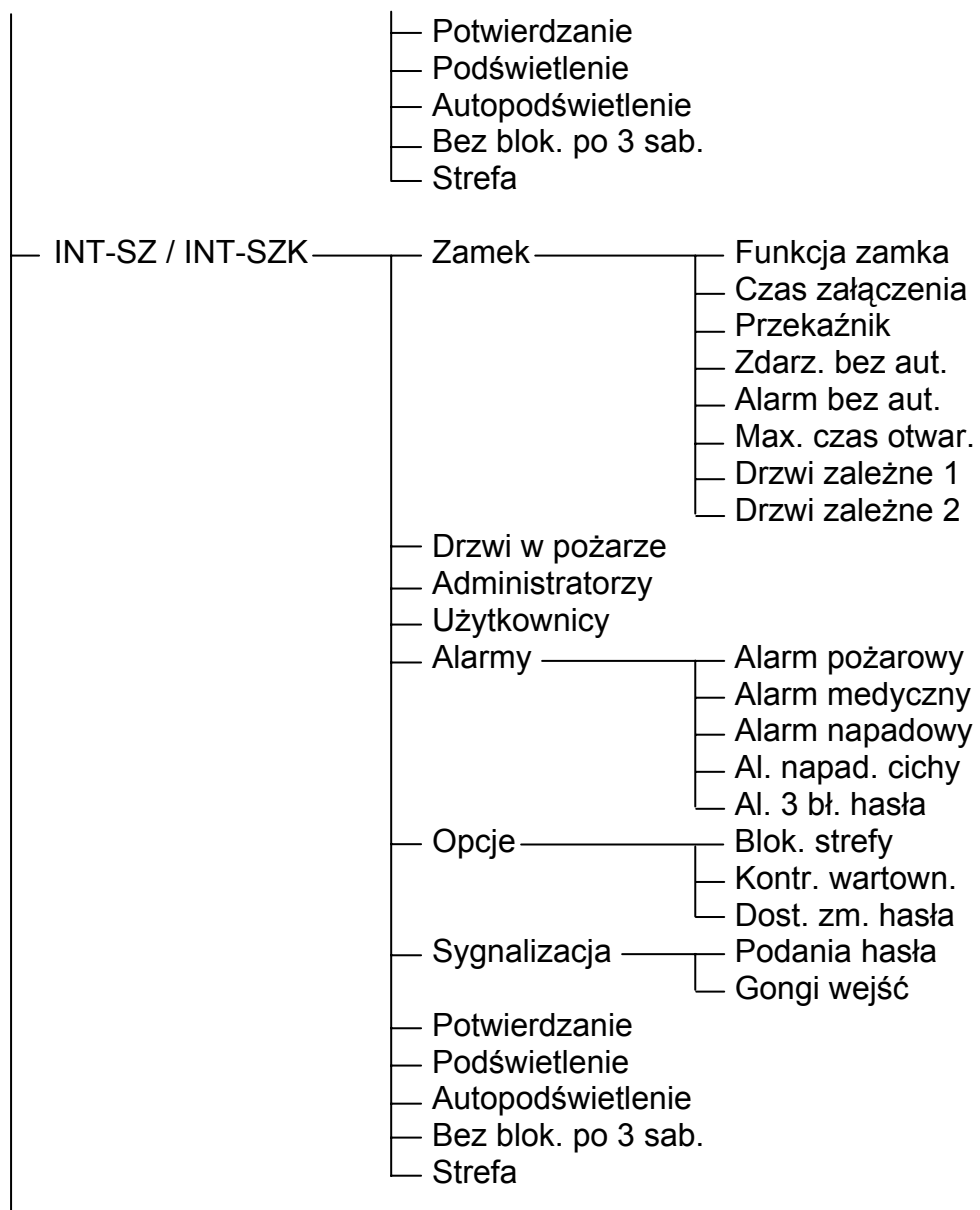 Potwierdzanie
Podświetlenie
Autopodświetlenie
Bez blok. po 3 sab.
Strefa
INT-SZ / INT-SZK Zamek Funkcja zamka
Czas załączenia
Przekaźnik
Zdarz. bez aut.
Alarm bez aut.
Max. czas otwar.
Drzwi zależne 1
Drzwi zależne 2
Drzwi w pożarze
Administratorzy
Użytkownicy
Alarmy Alarm pożarowy
Alarm medyczny
Alarm napadowy
Al. napad. cichy
Al. 3 bł. hasła
Opcje Blok. strefy
Kontr. wartown.
Dost. zm. hasła
Sygnalizacja Podania hasła
Gongi wejść
Potwierdzanie
Podświetlenie
Autopodświetlenie
Bez blok. po 3 sab.
Strefa